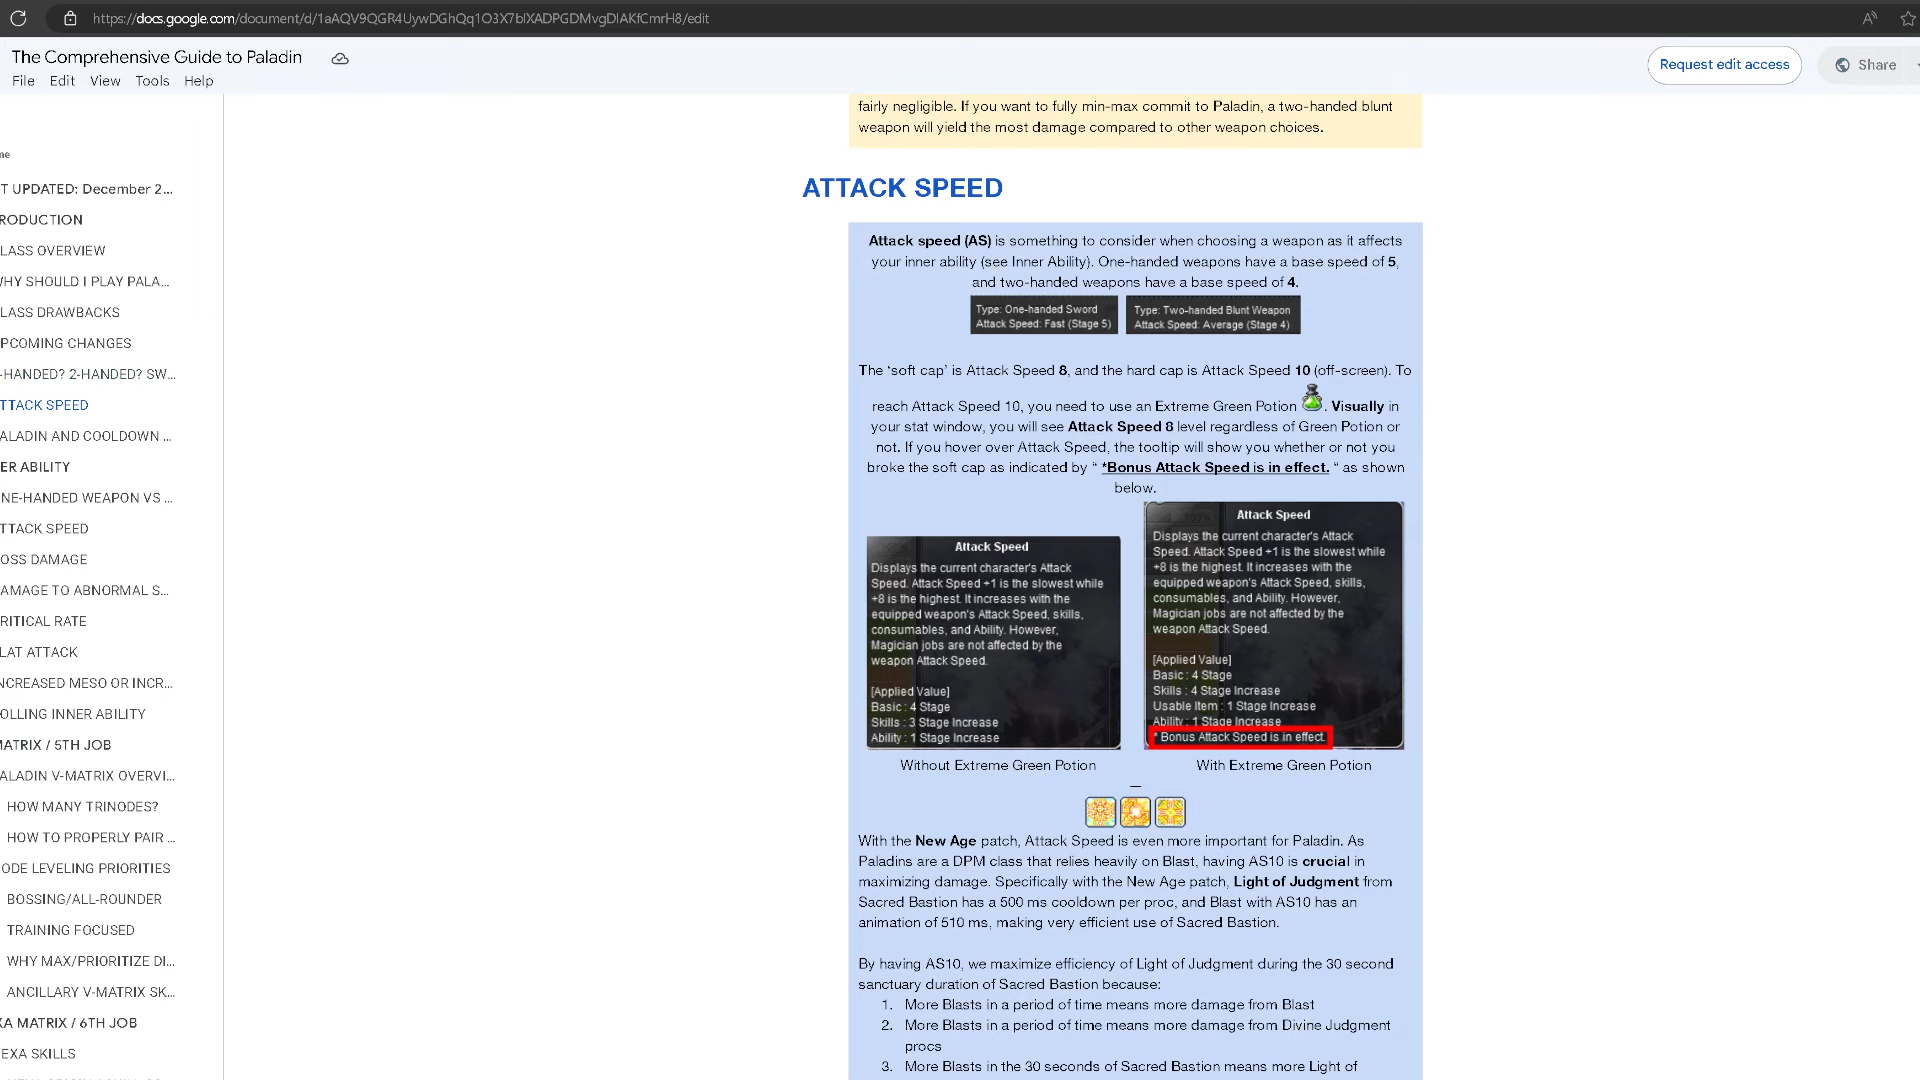 https://docs.google.com/document/d/1aAQV9QGR4UywDGhQq1O3X7blXADPGDMvgDIAKfCmrH8/edit
The Comprehensive Guide to Paladin
File Edit View Tools Help
Request edit access
Share
me
T UPDATED: December 2...
RODUCTION
LASS OVERVIEW
WHY SHOULD I PLAY PALA...
LASS DRAWBACKS
PCOMING CHANGES
-HANDED? 2-HANDED? SW...
TTACK SPEED
ALADIN AND COOLDOWN ...
ER ABILITY
NE-HANDED WEAPON VS ...
TTACK SPEED
OSS DAMAGE
AMAGE TO ABNORMAL S...
RITICAL RATE
LAT ATTACK
NCREASED MESO OR INCR...
OLLING INNER ABILITY
MATRIX / 5TH JOB
ALADIN V-MATRIX OVERVI...
HOW MANY TRINODES?
HOW TO PROPERLY PAIR ...
ODE LEVELING PRIORITIES
BOSSING/ALL-ROUNDER
TRAINING FOCUSED
WHY MAX/PRIORITIZE DI...
ANCILLARY V-MATRIX SK...
XA MATRIX / 6TH JOB
EXA SKILLS
fairly negligible. If you want to fully min-max commit to Paladin, a two-handed blunt
weapon will yield the most damage compared to other weapon choices.
ATTACK SPEED
Attack speed (AS) is something to consider when choosing a weapon as it affects
your inner ability (see Inner Ability). One-handed weapons have a base speed of 5,
and two-handed weapons have a base speed of 4.
Type: One-handed Sword
Attack Speed: Fast (Stage 5)
Type: Two-handed Blunt Weapon
Attack Speed: Average (Stage 4)
The ‘soft cap’ is Attack Speed 8, and the hard cap is Attack Speed 10 (off-screen). To
reach Attack Speed 10, you need to use an Extreme Green Potion . Visually in
your stat window, you will see Attack Speed 8 level regardless of Green Potion or
not. If you hover over Attack Speed, the tooltip will show you whether or not you
broke the soft cap as indicated by “ *Bonus Attack Speed is in effect. “ as shown
below.
Attack Speed
Displays the current character's Attack
Speed. Attack Speed +1 is the slowest while
+8 is the highest. It increases with the
equipped weapon's Attack Speed, skills,
consumables, and Ability. However,
Magician jobs are not affected by the
weapon Attack Speed.
[Applied Value]
Basic : 4 Stage
Skills : 3 Stage Increase
Ability : 1 Stage Increase
Attack Speed
Displays the current character's Attack
Speed. Attack Speed +1 is the slowest while
+8 is the highest. It increases with the
equipped weapon's Attack Speed, skills,
consumables, and Ability. However,
Magician jobs are not affected by the
weapon Attack Speed.
[Applied Value]
Basic : 4 Stage
Skills : 4 Stage Increase
Usable Item : 1 Stage Increase
Ability : 1 Stage Increase
* Bonus Attack Speed is in effect.
Without Extreme Green Potion
With Extreme Green Potion
—
With the New Age patch, Attack Speed is even more important for Paladin. As
Paladins are a DPM class that relies heavily on Blast, having AS10 is crucial in
maximizing damage. Specifically with the New Age patch, Light of Judgment from
Sacred Bastion has a 500 ms cooldown per proc, and Blast with AS10 has an
animation of 510 ms, making very efficient use of Sacred Bastion.
By having AS10, we maximize efficiency of Light of Judgment during the 30 second
sanctuary duration of Sacred Bastion because:
1. More Blasts in a period of time means more damage from Blast
2. More Blasts in a period of time means more damage from Divine Judgment
procs
3. More Blasts in the 30 seconds of Sacred Bastion means more Light of